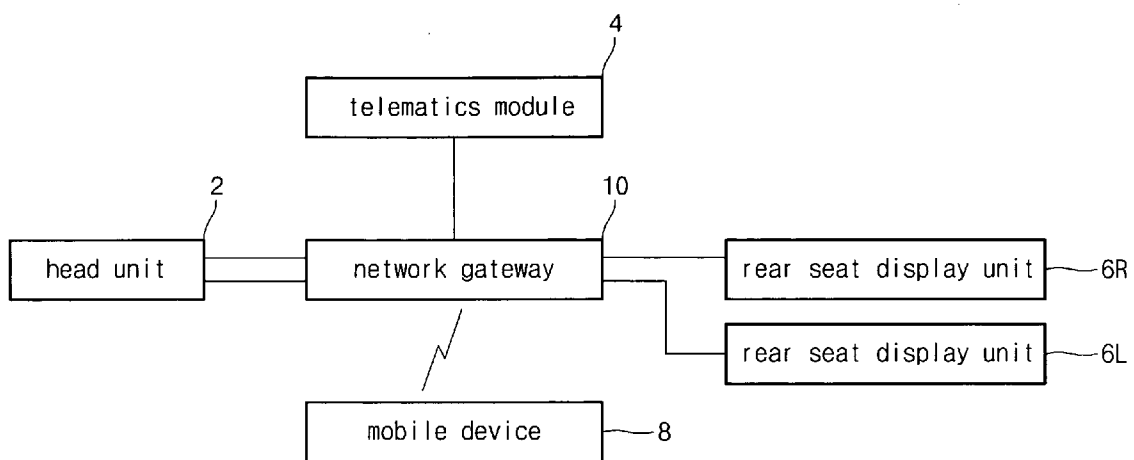 4
telematics module
2
10
head unit
network gateway
rear seat display unit
6R
rear seat display unit
6L
mobile device
8